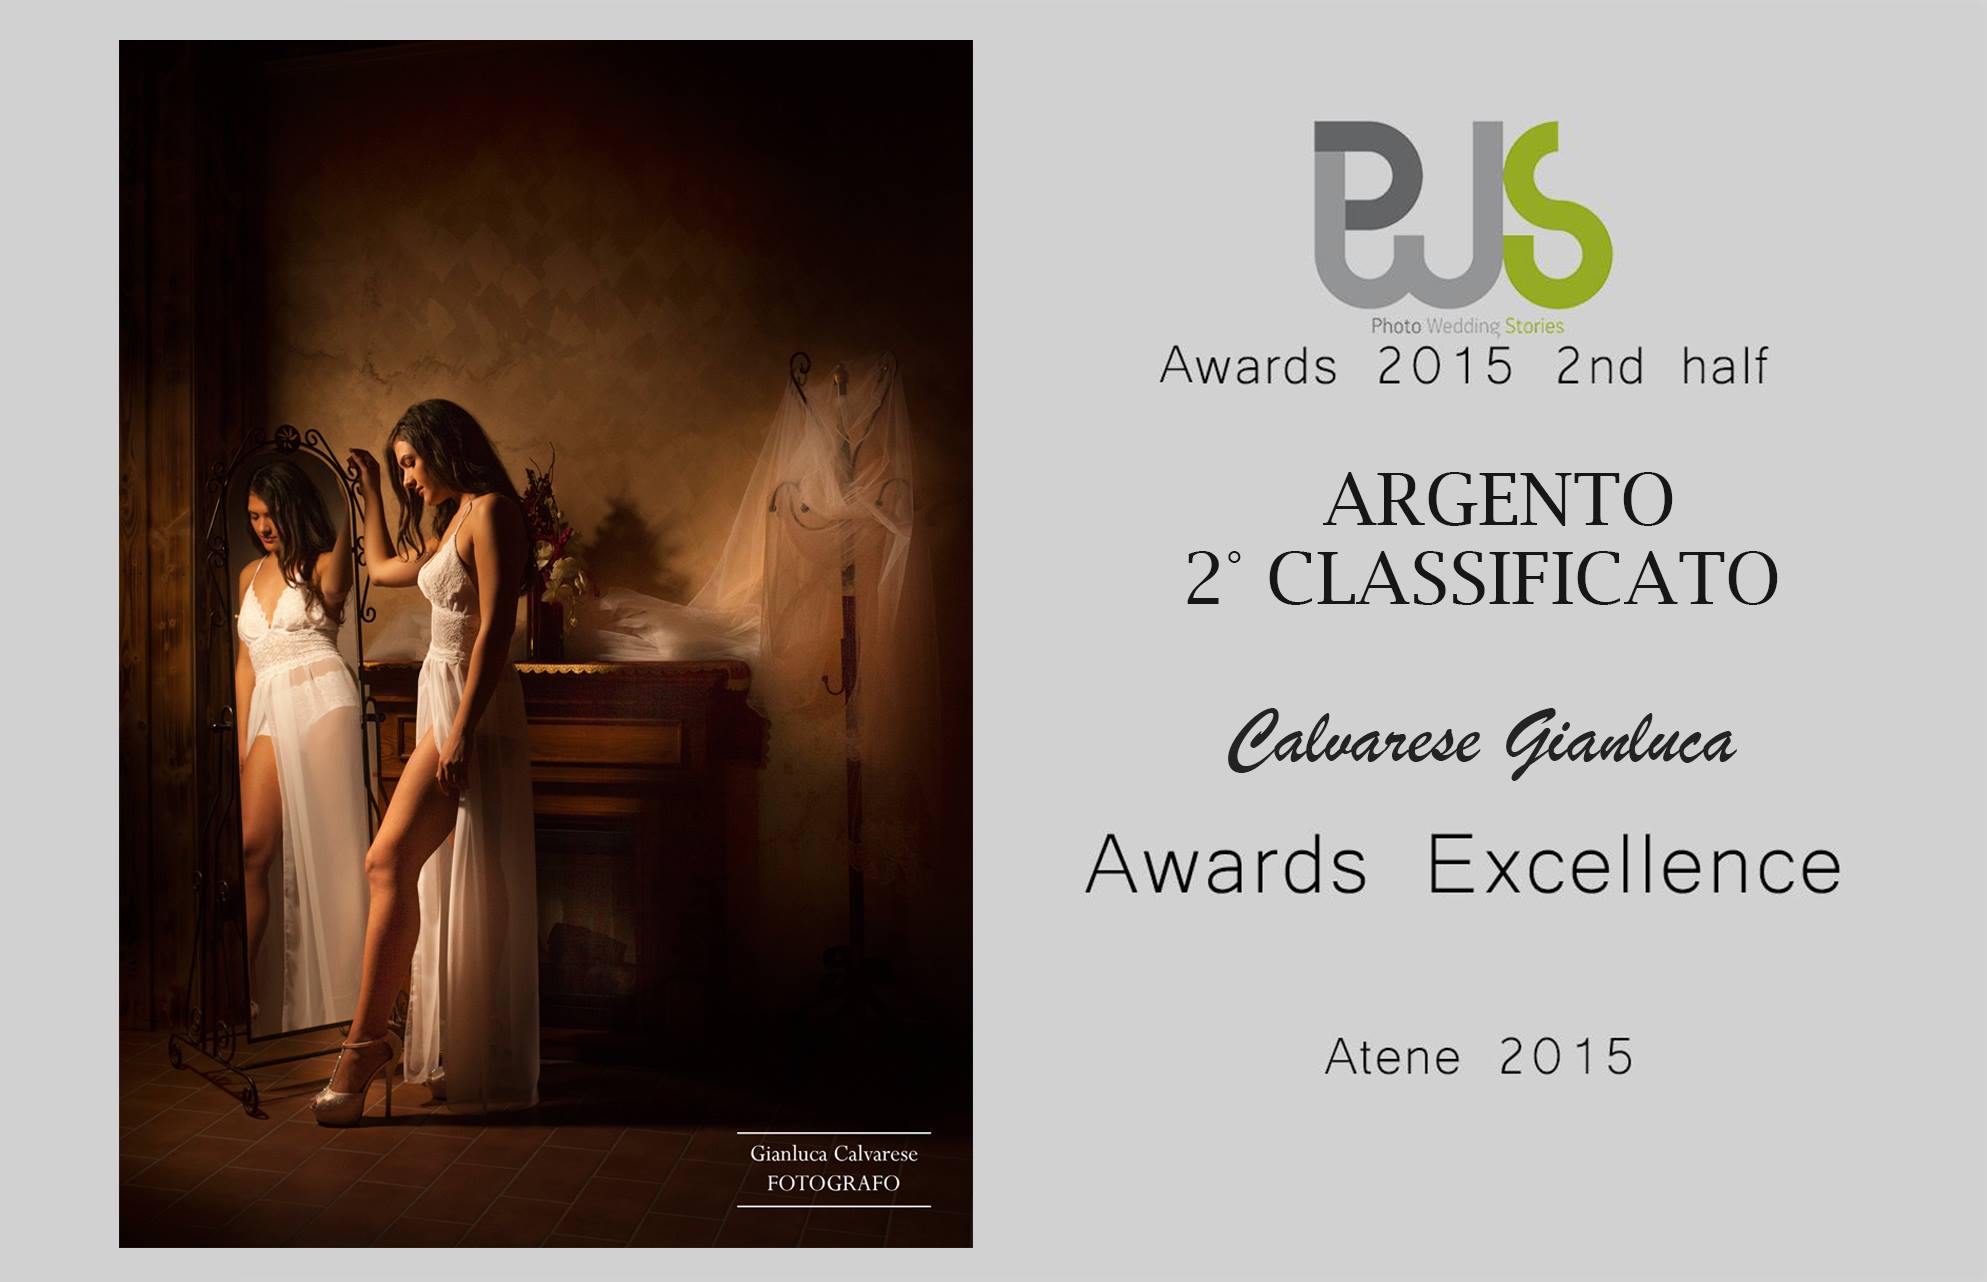 PWS
Photo Wedding Stories
Awards 2015 2nd half
ARGENTO
2° CLASSIFICATO
Calvarese Gianluca
Awards Excellence
Atene 2015
Gianluca Calvarese
FOTOGRAFO